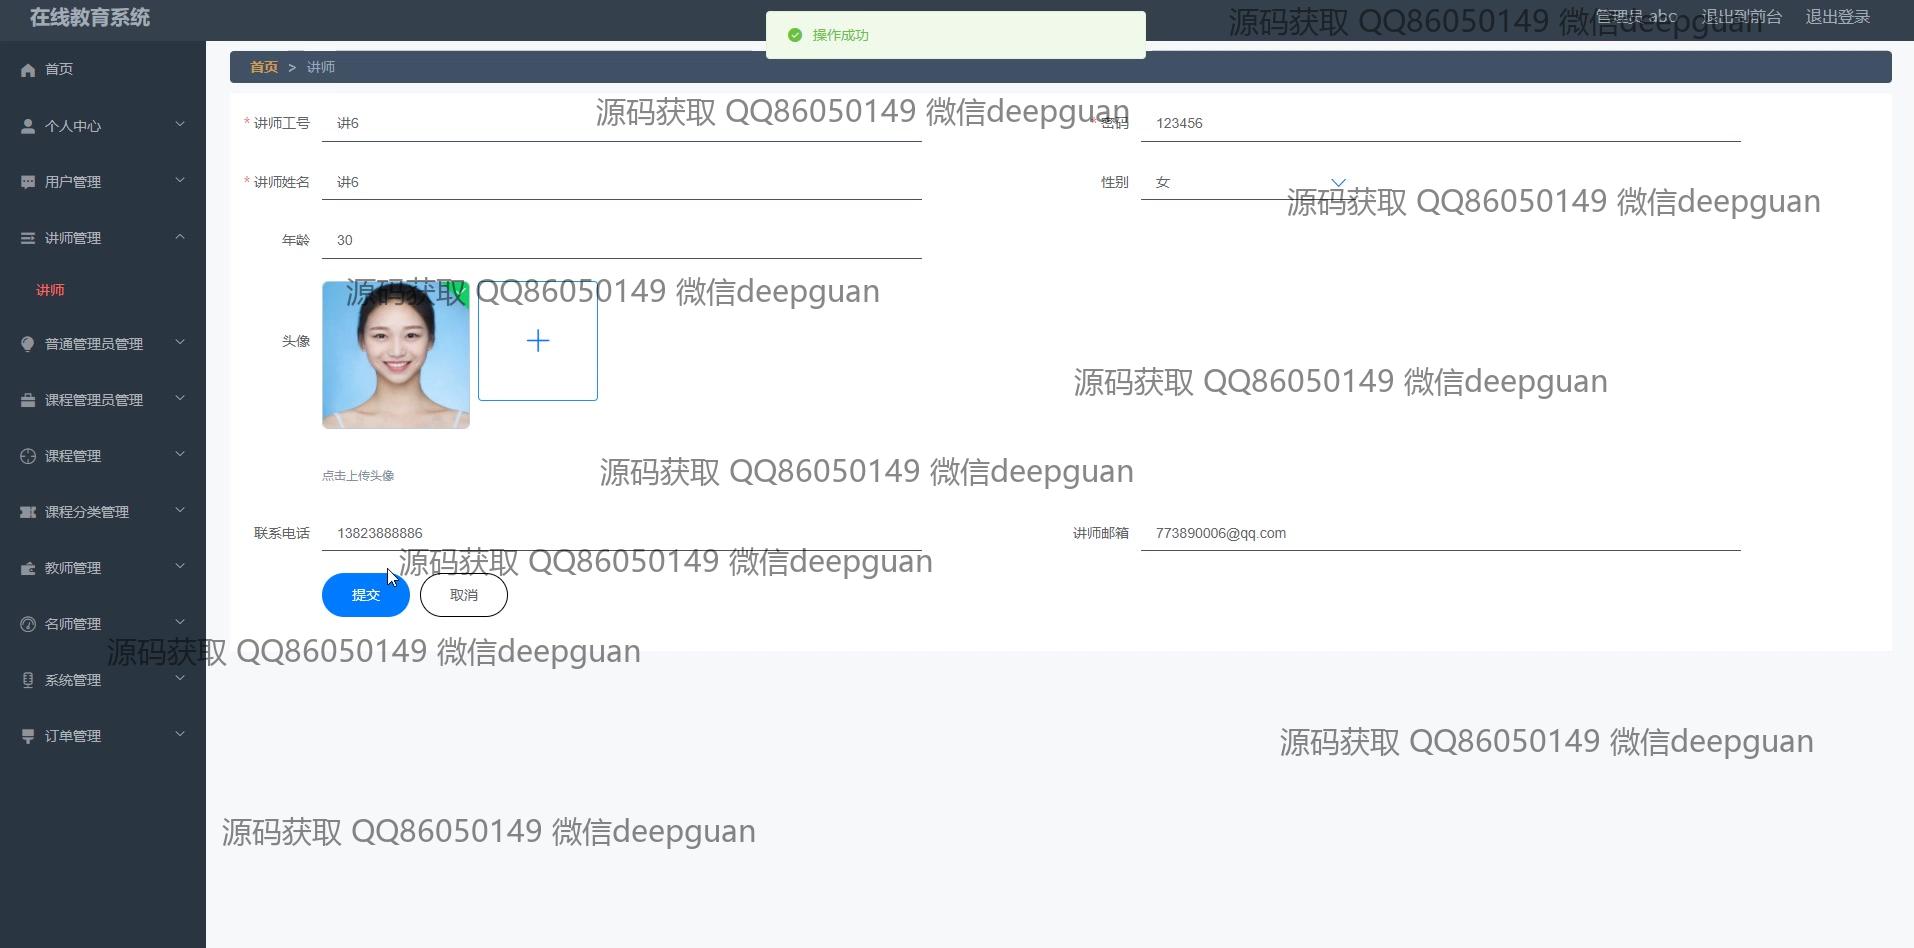 在线教育系统
管理员 abc
退出到前台
退出登录
源码获取 QQ86050149 微信deepguan
操作成功
首页 > 讲师
首页
个人中心
用户管理
讲师管理
讲师
普通管理员管理
课程管理员管理
课程管理
课程分类管理
教师管理
名师管理
系统管理
订单管理
* 讲师工号 讲6
源码获取 QQ86050149 微信deepguan
* 密码 123456
* 讲师姓名 讲6
性别 女
源码获取 QQ86050149 微信deepguan
年龄 30
源码获取 QQ86050149 微信deepguan
头像
源码获取 QQ86050149 微信deepguan
点击上传头像
源码获取 QQ86050149 微信deepguan
联系电话 13823888886
讲师邮箱 773890006@qq.com
源码获取 QQ86050149 微信deepguan
提交 取消
源码获取 QQ86050149 微信deepguan
源码获取 QQ86050149 微信deepguan
源码获取 QQ86050149 微信deepguan